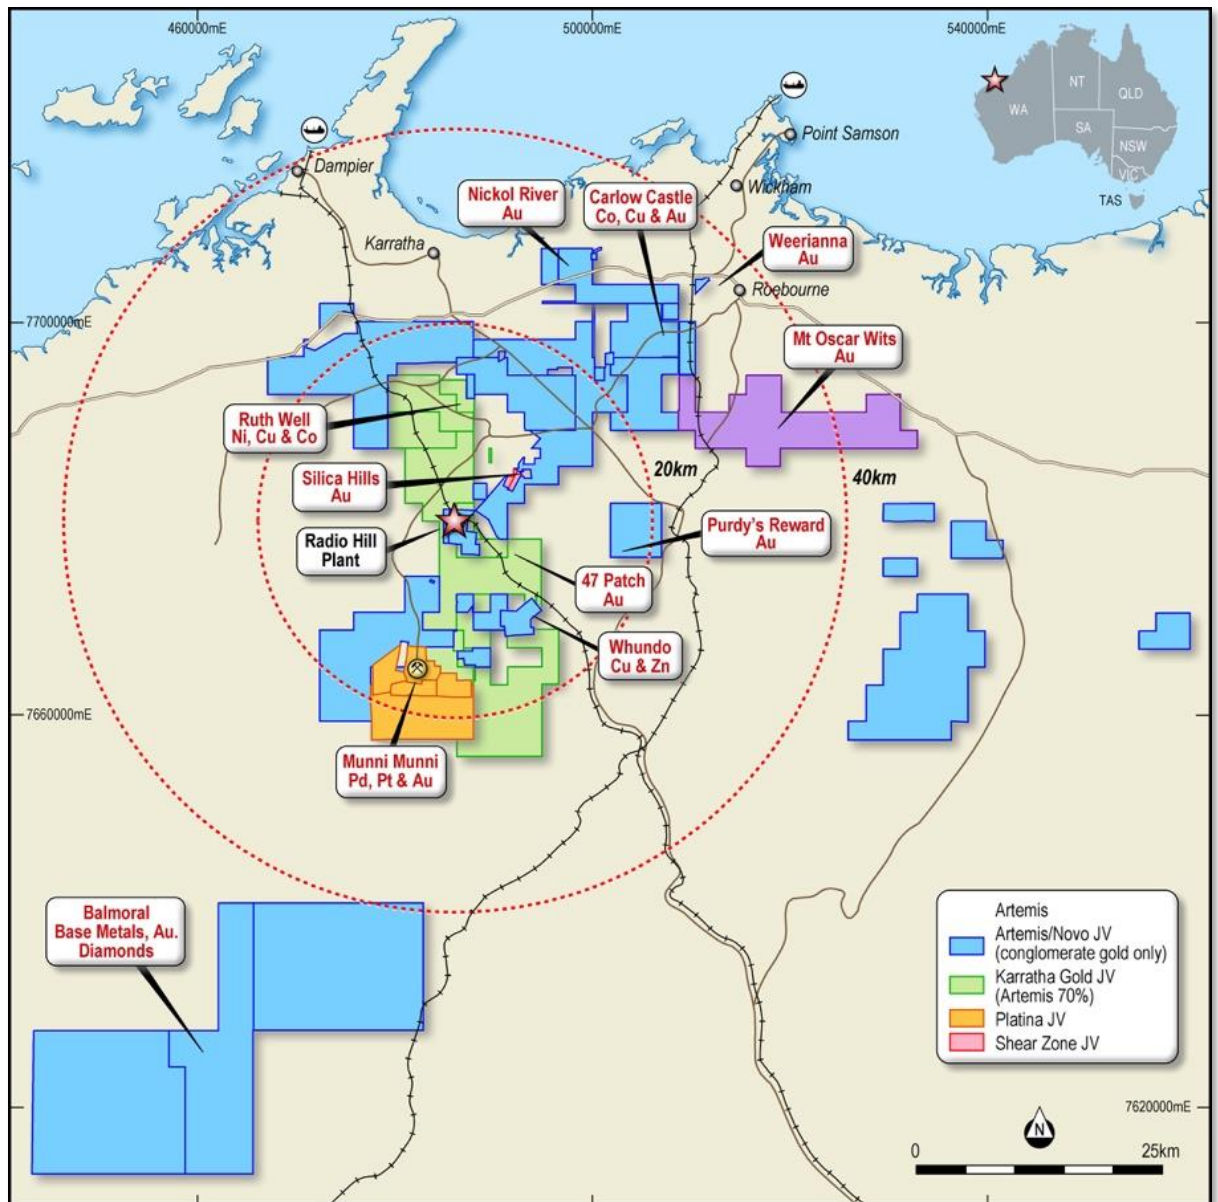 460000mE
500000mE
540000mE
NT
QLD
WA
SA
NSW
VIC
TAS
Point Samson
Dampier
Wickham
Nickol River
Au
Carlow Castle
Co, Cu & Au
Weerianna
Au
Karratha
Roebourne
7700000mE
Mt Oscar Wits
Au
Ruth Well
Ni, Cu & Co
20km
40km
Silica Hills
Au
Radio Hill
Plant
Purdy's Reward
Au
47 Patch
Au
Whundo
Cu & Zn
7660000mE
Munni Munni
Pd, Pt & Au
Balmoral
Base Metals, Au.
Diamonds
Artemis
Artemis/Novo JV
(conglomerate gold only)
Karratha Gold JV
(Artemis 70%)
Platina JV
Shear Zone JV
7620000mE
N
0
25km